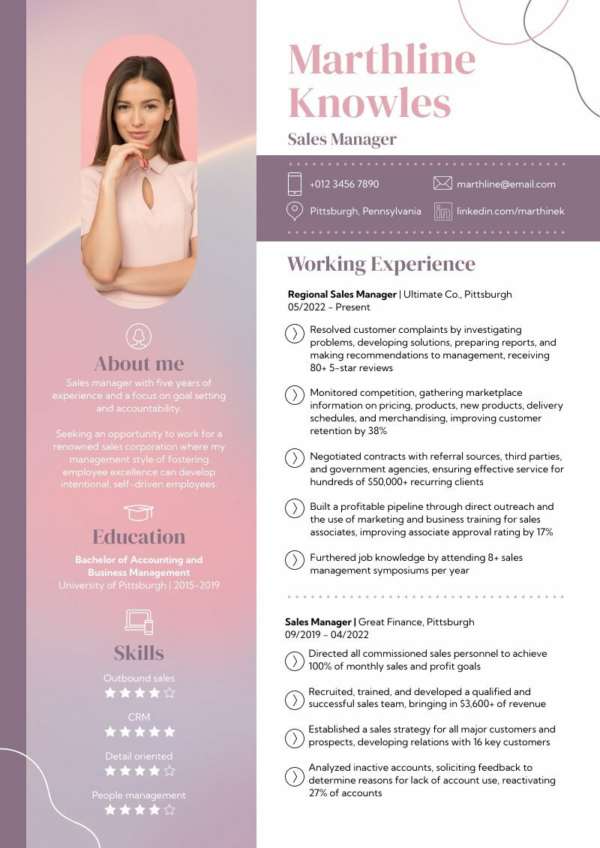 Marthline
Knowles
Sales Manager
+012 3456 7890
marthline@email.com
Pittsburgh, Pennsylvania
linkedin.com/marthinek
About me
Sales manager with five years of
experience and a focus on goal setting
and accountability.
Seeking an opportunity to work for a
renowned sales corporation where my
management style of fostering
employee excellence can develop
intentional, self-driven employees.
Education
Bachelor of Accounting and
Business Management
University of Pittsburgh | 2015-2019
Skills
Outbound sales
CRM
Detail oriented
People management
Working Experience
Regional Sales Manager | Ultimate Co., Pittsburgh
05/2022 - Present
Resolved customer complaints by investigating
problems, developing solutions, preparing reports, and
making recommendations to management, receiving
80+ 5-star reviews
Monitored competition, gathering marketplace
information on pricing, products, new products, delivery
schedules, and merchandising, improving customer
retention by 38%
Negotiated contracts with referral sources, third parties,
and government agencies, ensuring effective service for
hundreds of $50,000+ recurring clients
Built a profitable pipeline through direct outreach and
the use of marketing and business training for sales
associates, improving associate approval rating by 17%
Furthered job knowledge by attending 8+ sales
management symposiums per year
Sales Manager | Great Finance, Pittsburgh
09/2019 - 04/2022
Directed all commissioned sales personnel to achieve
100% of monthly sales and profit goals
Recruited, trained, and developed a qualified and
successful sales team, bringing in $3,600+ of revenue
Established a sales strategy for all major customers and
prospects, developing relations with 16 key customers
Analyzed inactive accounts, soliciting feedback to
determine reasons for lack of account use, reactivating
27% of accounts